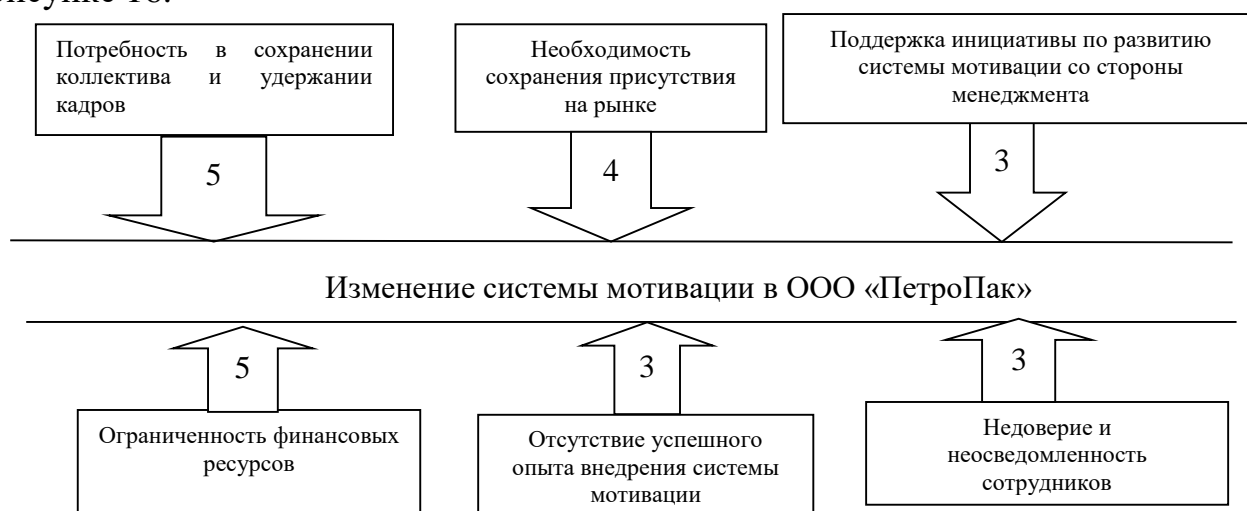 Потребность в сохранении
коллектива и удержании
кадров
Необходимость
сохранения присутствия
на рынке
Поддержка инициативы по развитию
системы мотивации со стороны
менеджмента
5
4
3
Изменение системы мотивации в ООО «ПетроПак»
5
3
3
Ограниченность финансовых
ресурсов
Отсутствие успешного
опыта внедрения системы
мотивации
Недоверие и
неосведомленность
сотрудников